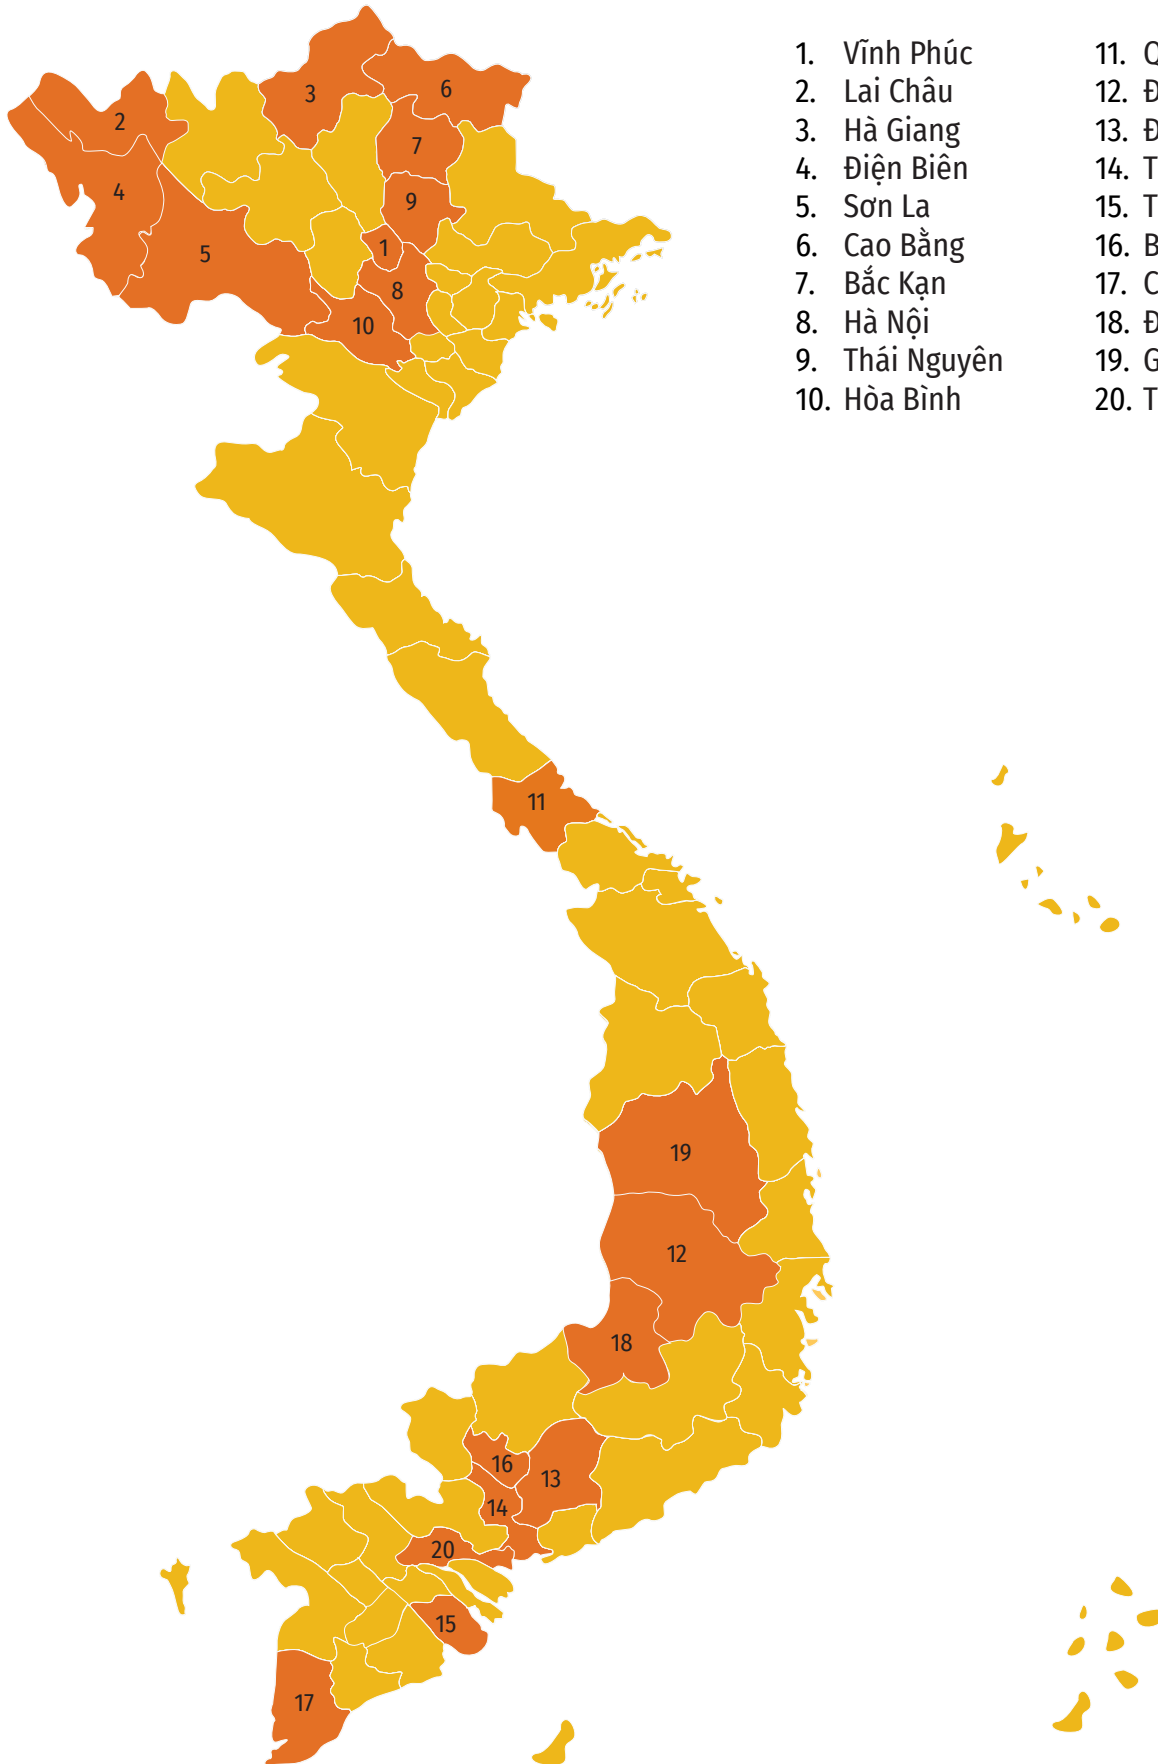 1. Vĩnh Phúc
2. Lai Châu
3. Hà Giang
4. Điện Biên
5. Sơn La
6. Cao Bằng
7. Bắc Kạn
8. Hà Nội
9. Thái Nguyên
10. Hòa Bình
11.
12. Đ
13. Đ
14. T
15. T
16. B
17. C
18. Đ
19. G
20. T
3
6
2
7
4
9
1
5
8
10
11
19
12
18
16
13
14
20
15
17